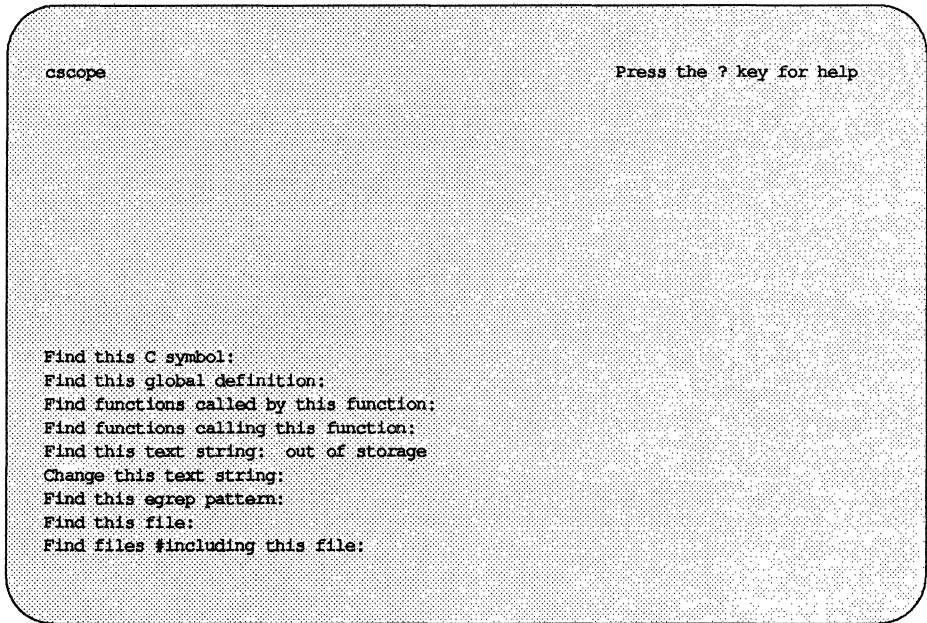 cscope Press the ? key for help
Find this C symbol:
Find this global definition:
Find functions called by this function:
Find functions calling this function:
Find this text string: out of storage
Change this text string:
Find this egrep pattern:
Find this file:
Find files #including this file: